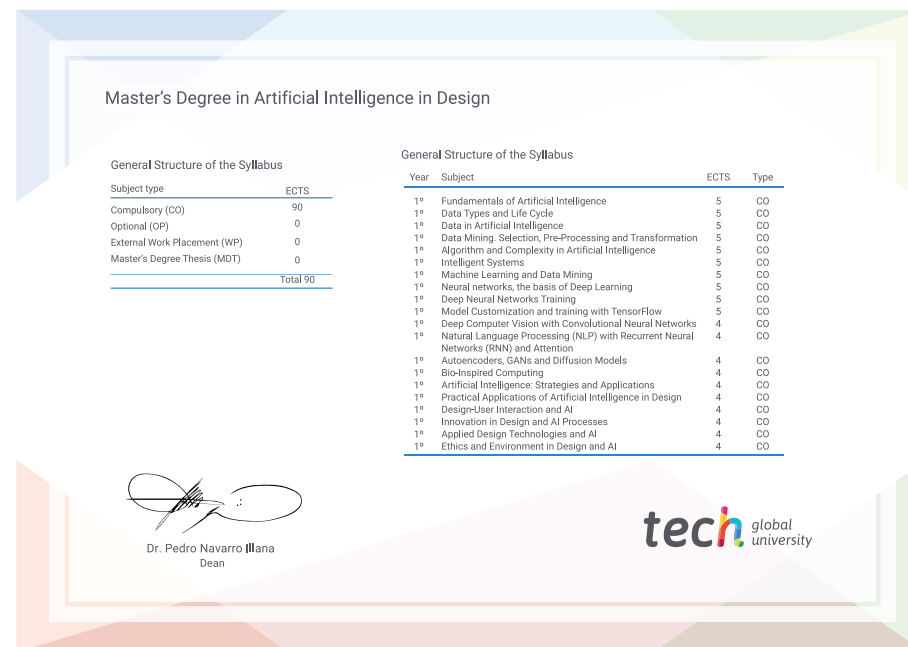 Master's Degree in Artificial Intelligence in Design
General Structure of the Syllabus
Subject type ECTS
Compulsory (CO) 90
Optional (OP) 0
External Work Placement (WP) 0
Master's Degree Thesis (MDT) 0
Total 90
General Structure of the Syllabus
Year Subject ECTS Type
1º Fundamentals of Artificial Intelligence 5 CO
1º Data Types and Life Cycle 5 CO
1º Data in Artificial Intelligence 5 CO
1º Data Mining. Selection, Pre-Processing and Transformation 5 CO
1º Algorithm and Complexity in Artificial Intelligence 5 CO
1º Intelligent Systems 5 CO
1º Machine Learning and Data Mining 5 CO
1º Neural networks, the basis of Deep Learning 5 CO
1º Deep Neural Networks Training 5 CO
1º Model Customization and training with TensorFlow 5 CO
1º Deep Computer Vision with Convolutional Neural Networks 4 CO
1º Natural Language Processing (NLP) with Recurrent Neural 4 CO
Networks (RNN) and Attention
1º Autoencoders, GANs and Diffusion Models 4 CO
1º Bio-Inspired Computing 4 CO
1º Artificial Intelligence: Strategies and Applications 4 CO
1º Practical Applications of Artificial Intelligence in Design 4 CO
1º Design-User Interaction and AI 4 CO
1º Innovation in Design and AI Processes 4 CO
1º Applied Design Technologies and AI 4 CO
1º Ethics and Environment in Design and AI 4 CO
Dr. Pedro Navarro Illana
Dean
tech global
university